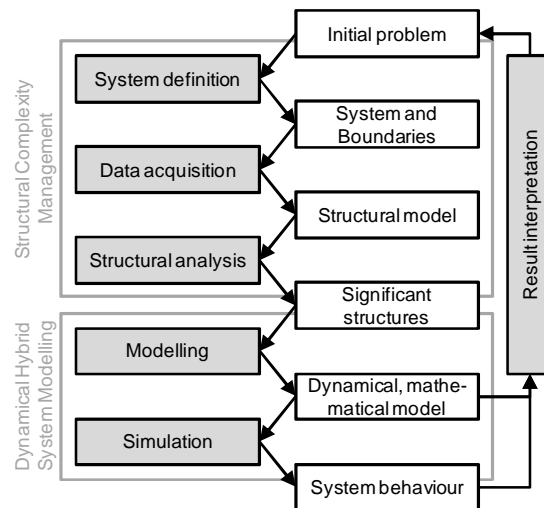 Initial problem
System definition
System and
Boundaries
Data acquisition
Structural model
Structural analysis
Significant
structures
Modelling
Dynamical, mathe-
matical model
Simulation
System behaviour
Structural Complexity
Management
Dynamical Hybrid
System Modelling
Result interpretation